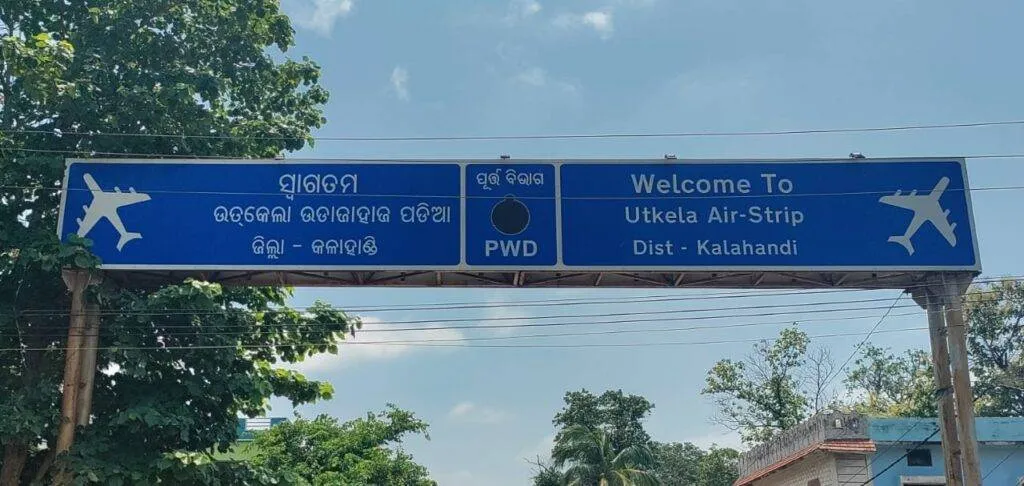 ସ୍ୱାଗତମ
ଉତ୍‌କେଲା ଉଡାଜାହାଜ ପଡିଆ
ଜିଲ୍ଲା - କଳାହାଣ୍ଡି
ପୂର୍ତ୍ତ ବିଭାଗ
PWD
Welcome To
Utkela Air-Strip
Dist - Kalahandi